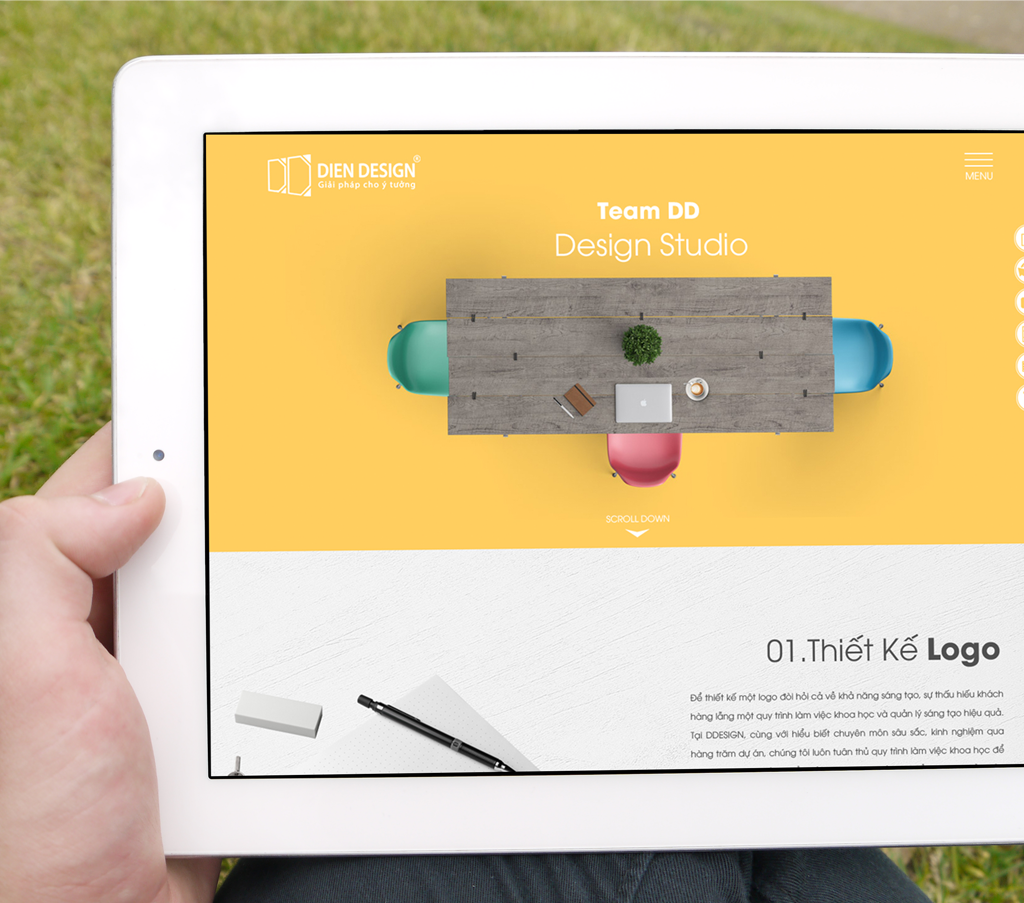 DIEN DESIGN®
Giải pháp cho ý tưởng
MENU
Team DD
Design Studio
SCROLL DOWN
01.Thiết Kế Logo
Để thiết kế một logo đòi hỏi cả về khả năng sáng tạo, sự thấu hiểu khách
hàng lẫn một quy trình làm việc khoa học và quản lý sáng tạo hiệu quả.
Tại DDESIGN, cùng với hiểu biết chuyên môn sâu sắc, kinh nghiệm qua
hàng trăm dự án, chúng tôi luôn tuân thủ quy trình làm việc khoa học để